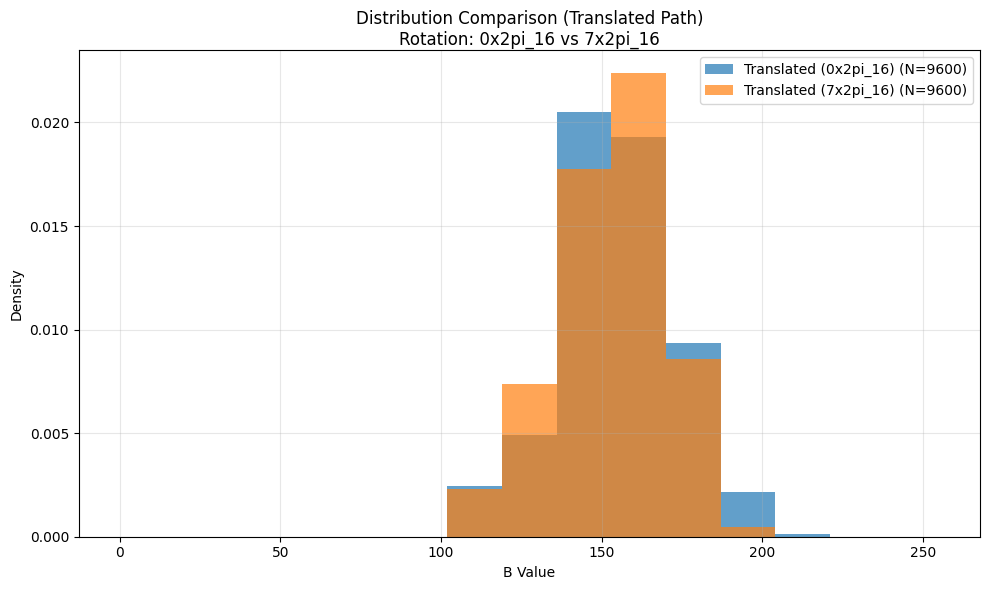 Distribution Comparison (Translated Path)
Rotation: 0x2pi_16 vs 7x2pi_16
Translated (0x2pi_16) (N=9600)
Translated (7x2pi_16) (N=9600)
Density
0.020
0.015
0.010
0.005
0.000
0 50 100 150 200 250
B Value